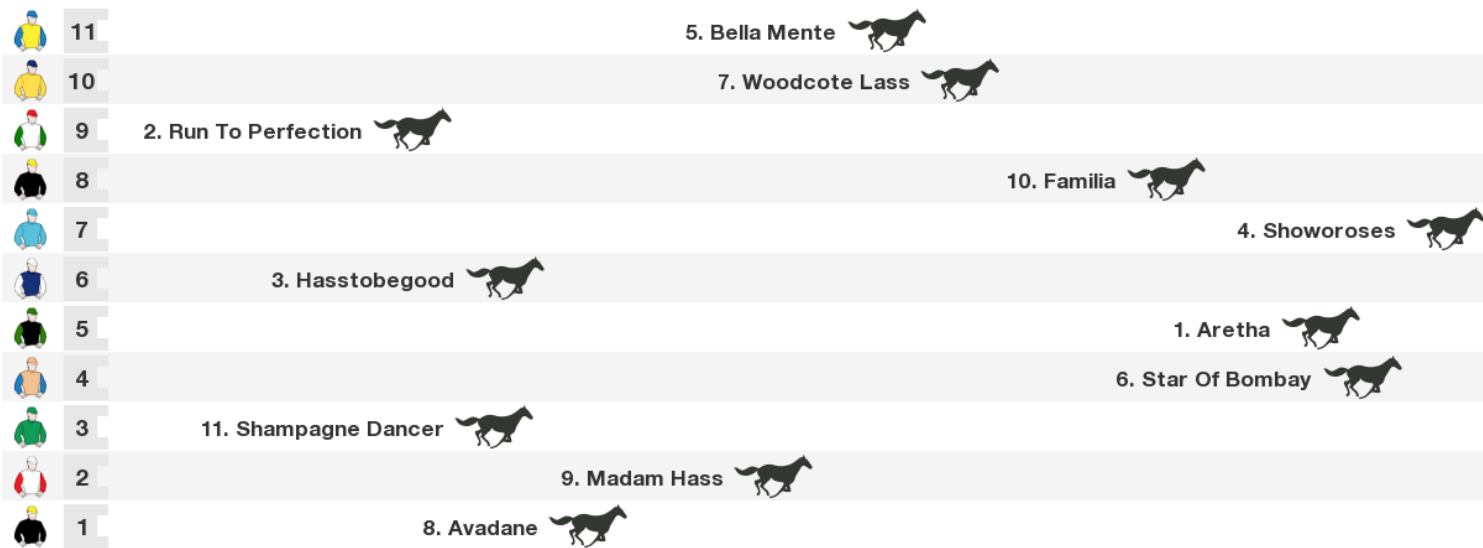 11 5. Bella Mente
10 7. Woodcote Lass
9 2. Run To Perfection
8 10. Familia
7 4. Showoroses
6 3. Hasstobegood
5 1. Aretha
4 6. Star Of Bombay
3 11. Shampagne Dancer
2 9. Madam Hass
1 8. Avadane